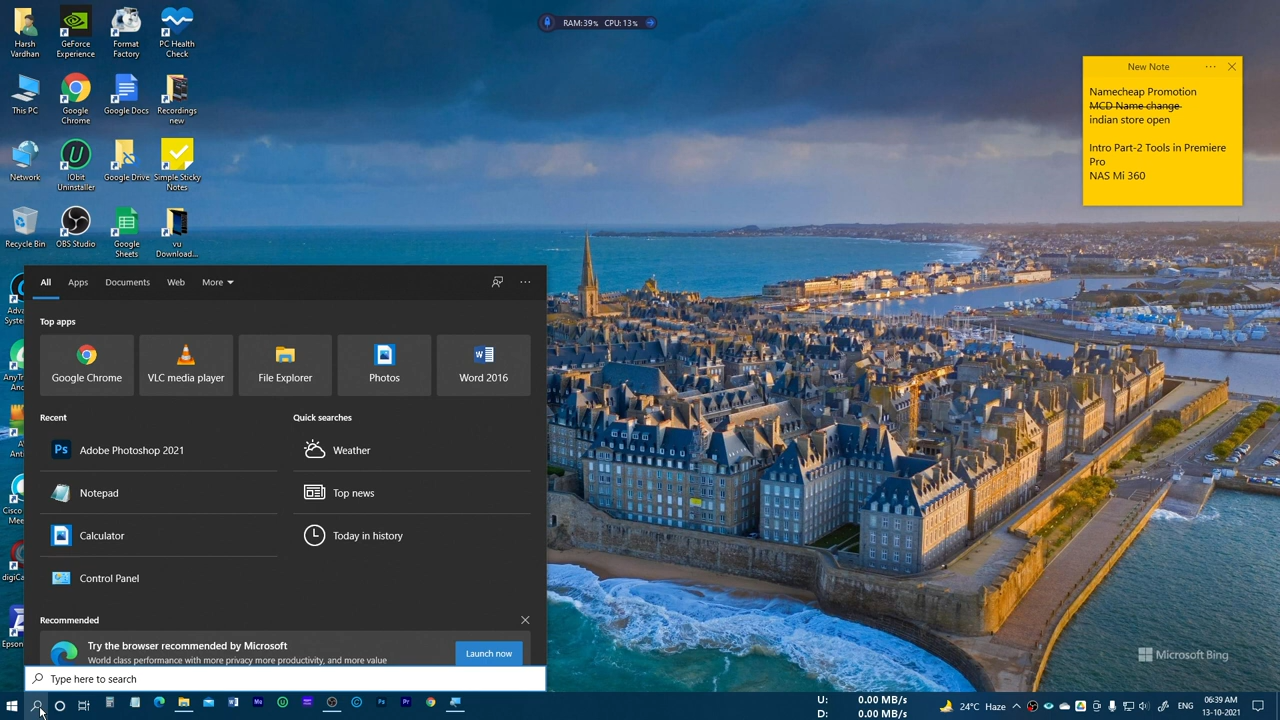 Harsh
Vardhan
GeForce
Experience
Format
Factory
PC Health
Check
RAM:39% CPU: 13%
New Note
Namecheap Promotion
MCD Name change
indian store open
Intro Part-2 Tools in Premiere
Pro
NAS Mi 360
This PC
Google
Chrome
Google Docs
Recordings
new
Network
IObit
Uninstaller
Google Drive
Simple Sticky
Notes
Recycle Bin
OBS Studio
Google
Sheets
vu
Download...
All Apps Documents Web More
Top apps
Google Chrome
VLC media player
File Explorer
Photos
Word 2016
Recent
Quick searches
Adobe Photoshop 2021
Weather
Notepad
Top news
Calculator
Today in history
Control Panel
Recommended
Try the browser recommended by Microsoft
World class performance with more privacy more productivity, and more value
Launch now
Type here to search
Microsoft Bing
U: 0.00 MB/s
D: 0.00 MB/s
24°C Haze
ENG
06:39 AM
13-10-2021